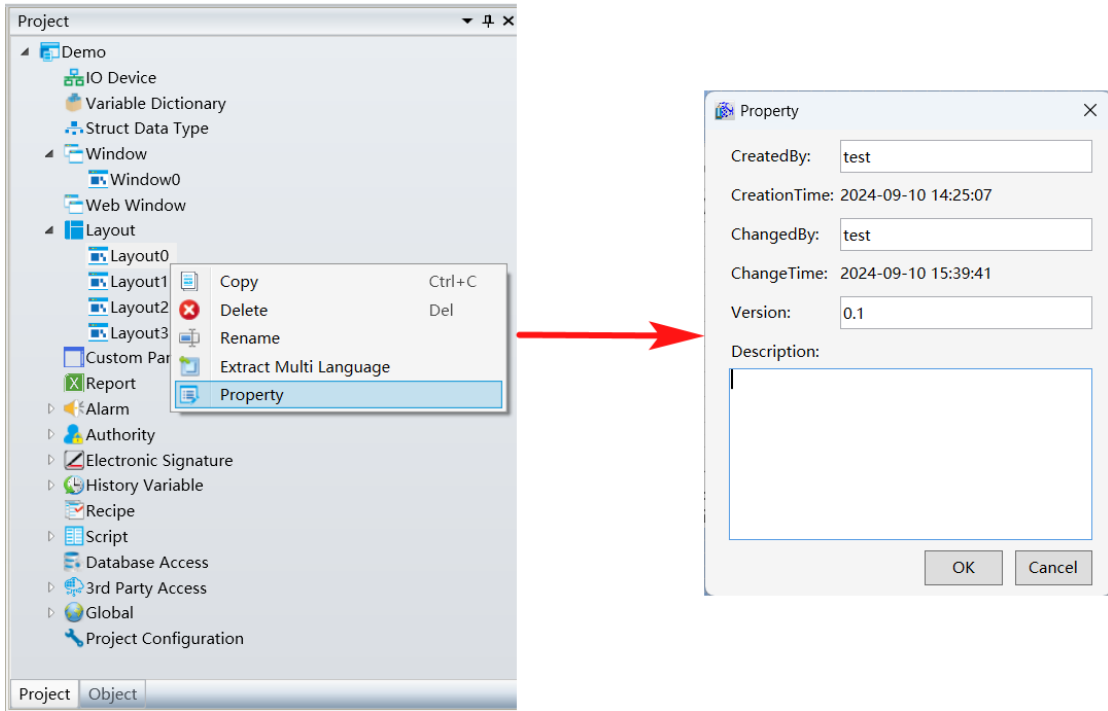 Project
Demo
IO Device
Variable Dictionary
Struct Data Type
Window
Window0
Web Window
Layout
Layout0
Layout1
Layout2
Layout3
Custom Par
Report
Alarm
Authority
Electronic Signature
History Variable
Recipe
Script
Database Access
3rd Party Access
Global
Project Configuration
Project Object
Copy Ctrl+C
Delete Del
Rename
Extract Multi Language
Property
Property
CreatedBy: test
CreationTime: 2024-09-10 14:25:07
ChangedBy: test
ChangeTime: 2024-09-10 15:39:41
Version: 0.1
Description:
OK Cancel